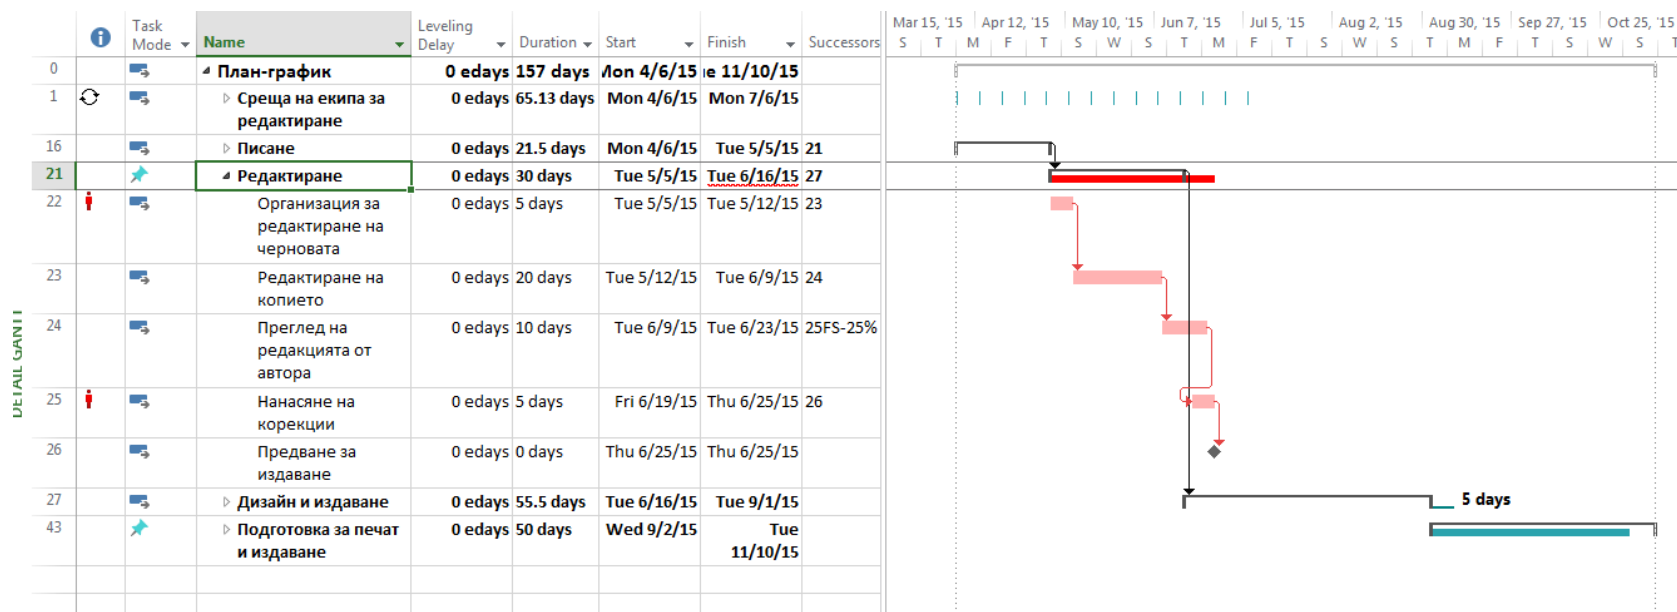 Task Mode Name Leveling Delay Duration Start Finish Successors
Mar 15, '15 Apr 12, '15 May 10, '15 Jun 7, '15 Jul 5, '15 Aug 2, '15 Aug 30, '15 Sep 27, '15 Oct 25, '15
S T M F T S W S T M F T S W S T M F T S W S T
0 План-график 0 edays 157 days Mon 4/6/15 e 11/10/15
1 Среща на екипа за 0 edays 65.13 days Mon 4/6/15 Mon 7/6/15
редактиране
16 Писане 0 edays 21.5 days Mon 4/6/15 Tue 5/5/15 21
21 Редактиране 0 edays 30 days Tue 5/5/15 Tue 6/16/15 27
22 Организация за 0 edays 5 days Tue 5/5/15 Tue 5/12/15 23
редактиране на
черновата
23 Редактиране на 0 edays 20 days Tue 5/12/15 Tue 6/9/15 24
копието
24 Преглед на 0 edays 10 days Tue 6/9/15 Tue 6/23/15 25FS-25%
редакцията от
автора
25 Нанасяне на 0 edays 5 days Fri 6/19/15 Thu 6/25/15 26
корекции
26 Предване за 0 edays 0 days Thu 6/25/15 Thu 6/25/15
издаване
27 Дизайн и издаване 0 edays 55.5 days Tue 6/16/15 Tue 9/1/15
5 days
43 Подготовка за печат 0 edays 50 days Wed 9/2/15 Tue
и издаване 11/10/15
DETAIL GANTT